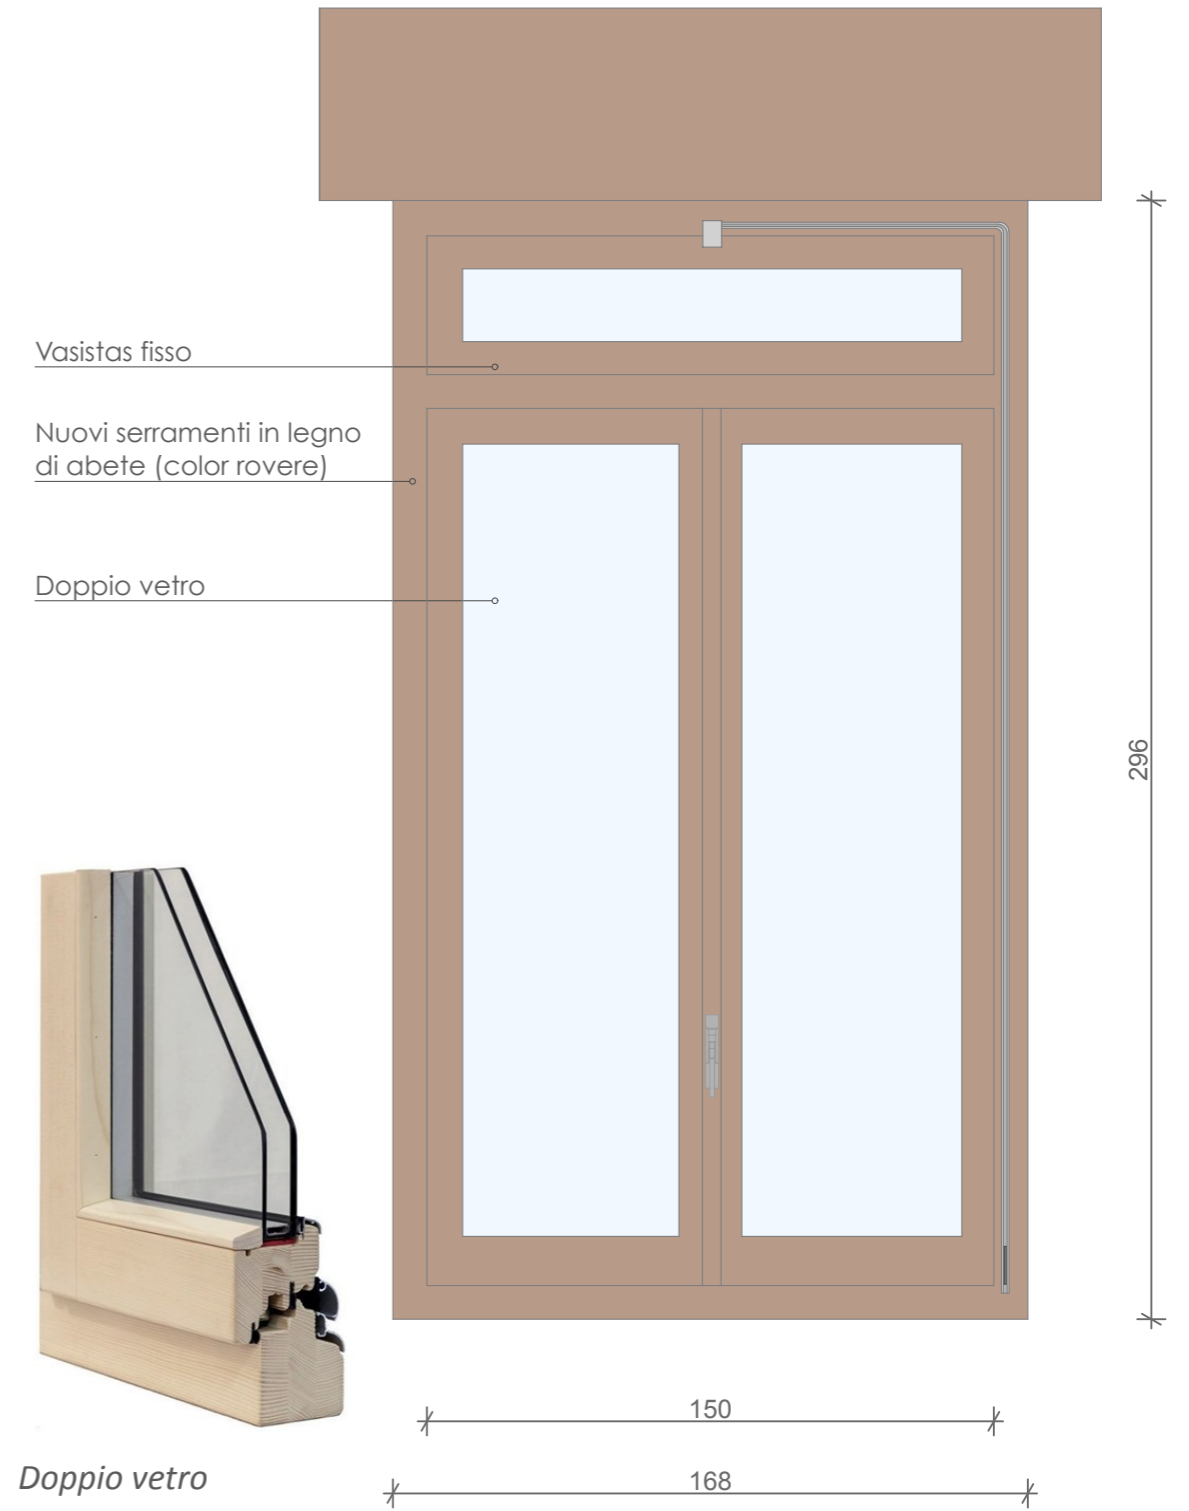 Vasistas fisso
Nuovi serramenti in legno
di abete (color rovere)
Doppio vetro
296
150
168
Doppio vetro